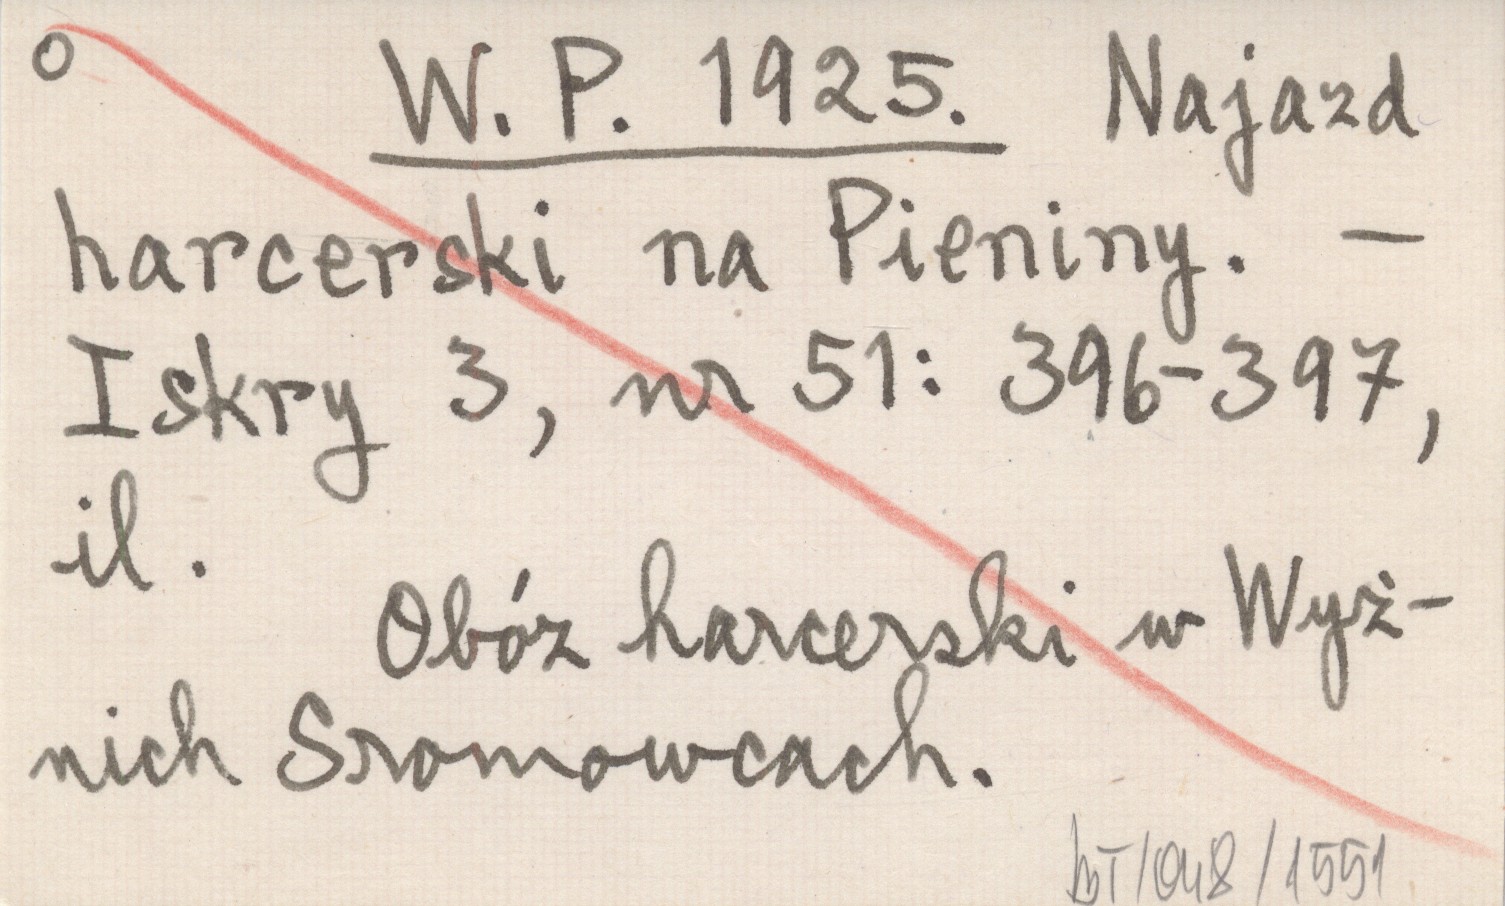 o W. P. 1925. Najazd
harcerski na Pieniny. —
Iskry 3, nr 51: 396-397,
il.
Obóz harcerski w Wyż-
nich Sromowcach.
/048/1551